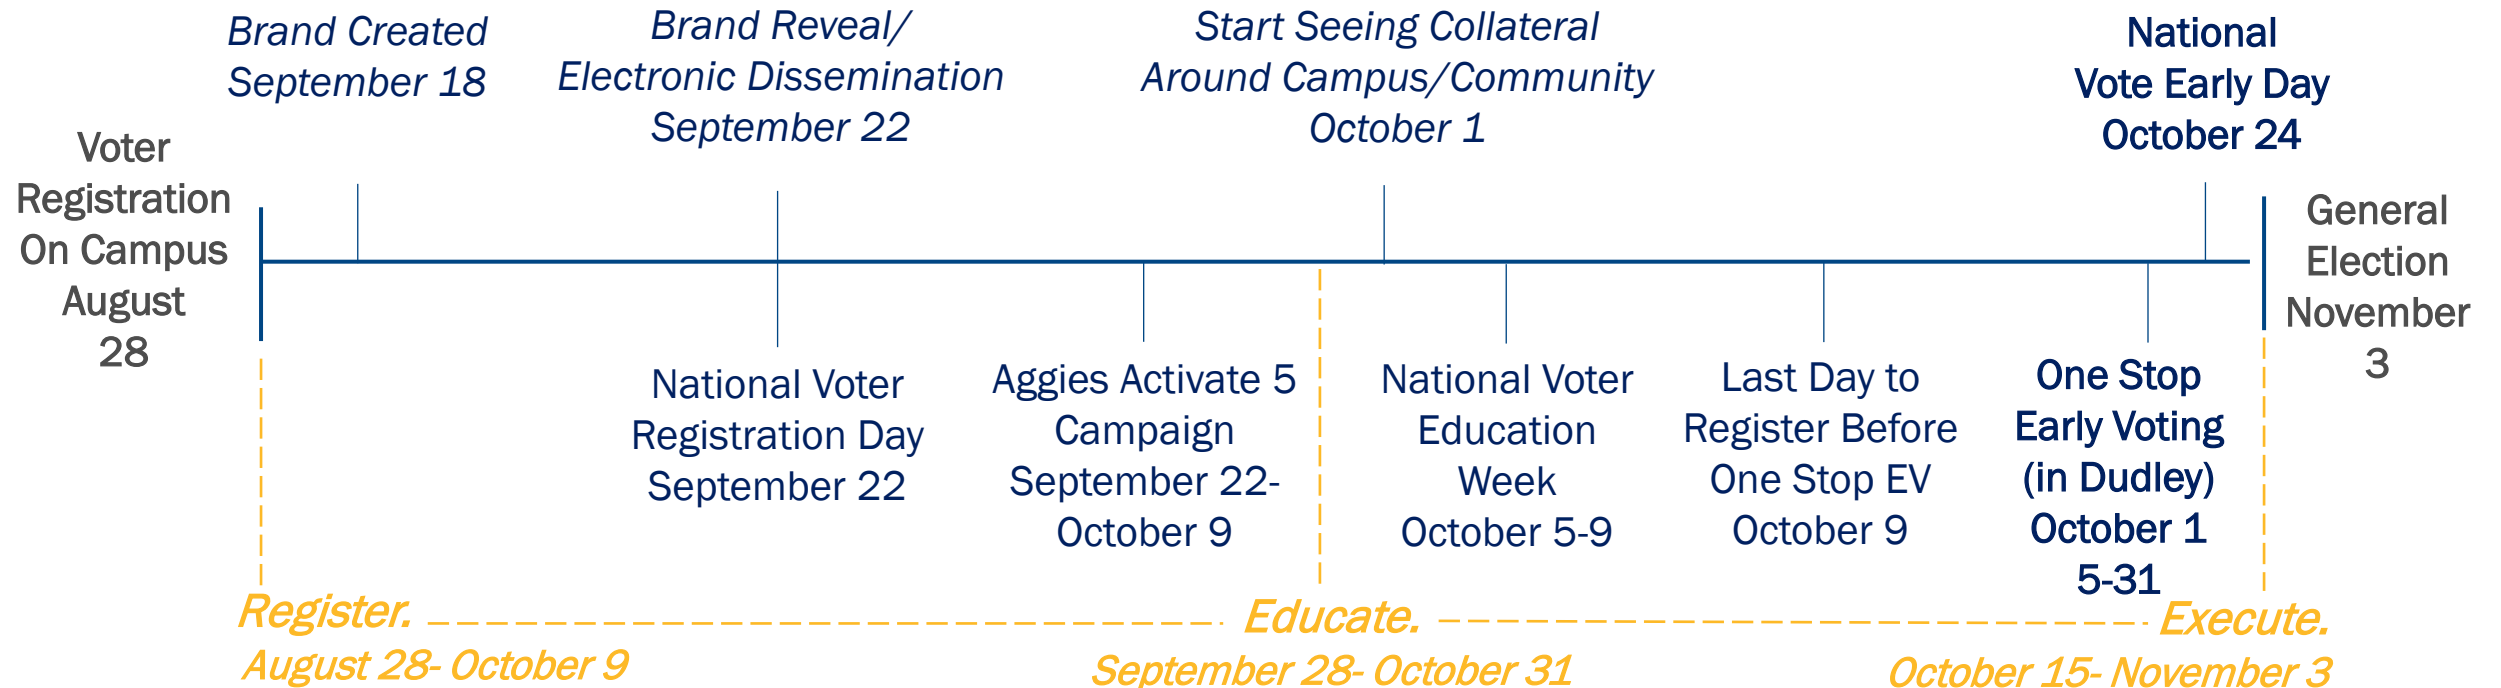 Brand Created
September 18
Brand Reveal/
Electronic Dissemination
September 22
Start Seeing Collateral
Around Campus/Community
October 1
National
Vote Early Day
October 24
Voter
Registration
On Campus
August
28
General
Election
November
3
National Voter
Registration Day
September 22
Aggies Activate 5
Campaign
September 22-
October 9
National Voter
Education
Week
October 5-9
Last Day to
Register Before
One Stop EV
October 9
One Stop
Early Voting
(in Dudley)
October 1
5-31
Register.
August 28- October 9
Educate.
September 28- October 31
Execute.
October 15- November 3